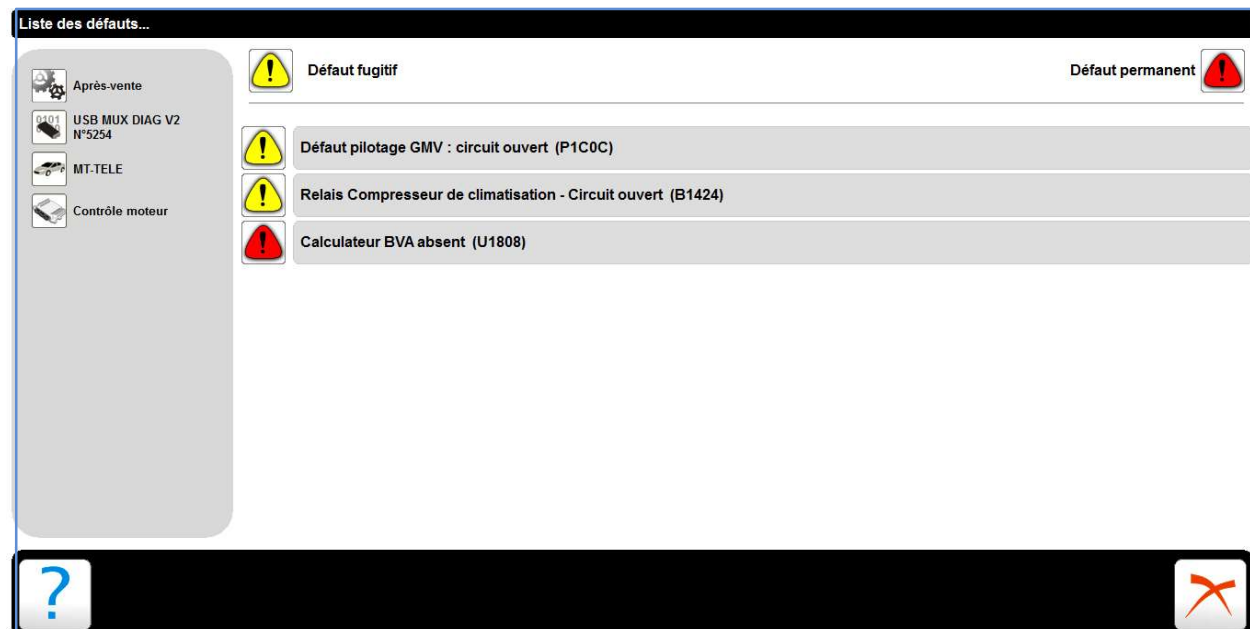 Liste des défauts...
Après-vente
USB MUX DIAG V2
N°5254
MT-TELE
Contrôle moteur
Défaut fugitif
Défaut permanent
Défaut pilotage GMV : circuit ouvert (P1C0C)
Relais Compresseur de climatisation - Circuit ouvert (B1424)
Calculateur BVA absent (U1808)
?